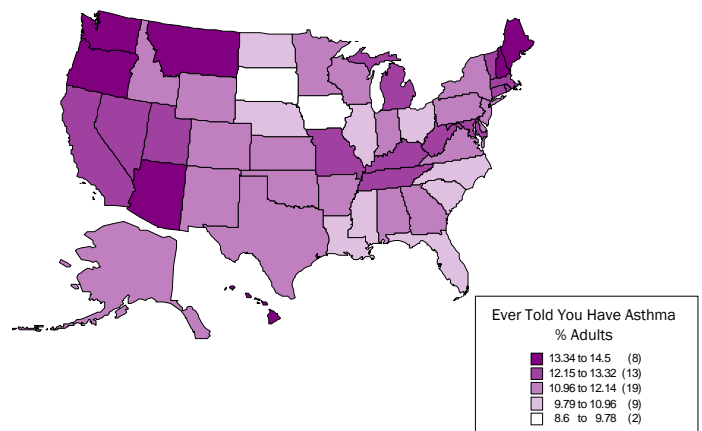 Ever Told You Have Asthma
% Adults
13.34 to 14.5 (8)
12.15 to 13.32 (13)
10.96 to 12.14 (19)
9.79 to 10.96 (9)
8.6 to 9.78 (2)